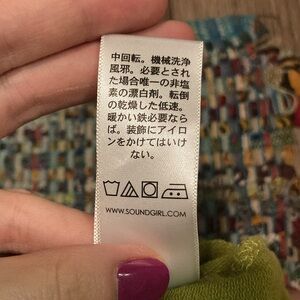 中回転。機械洗浄
風邪。必要とされ
た場合唯一の非塩
素の漂白剤。転倒
の乾燥した低速。
暖かい鉄必要なら
ば。装飾にアイロ
ンをかけてはいけ
ない。
WWW.SOUNDGIRL.COM